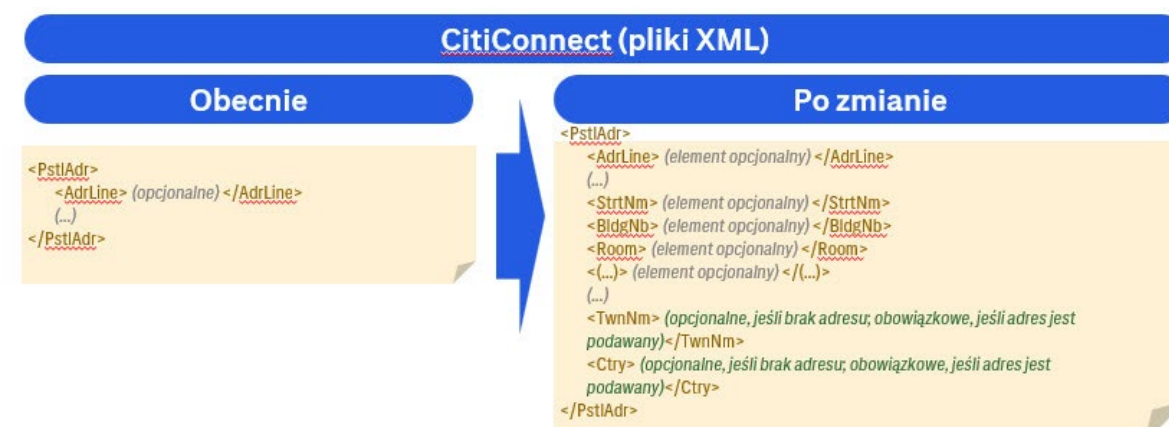 CitiConnect (pliki XML)
Obecnie
<PstlAdr>
<AdrLine> (opcjonalne) </AdrLine>
(...)
</PstlAdr>
Po zmianie
<PstlAdr>
<AdrLine> (element opcjonalny) </AdrLine>
(...)
<StrtNm> (element opcjonalny) </StrtNm>
<BldgNb> (element opcjonalny) </BldgNb>
<Room> (element opcjonalny) </Room>
<(...)> (element opcjonalny) </(...)>
(...)
<TwnNm> (opcjonalne, jeśli brak adresu; obowiązkowe, jeśli adres jest
podawany)</TwnNm>
<Ctry> (opcjonalne, jeśli brak adresu; obowiązkowe, jeśli adres jest
podawany)</Ctry>
</PstlAdr>